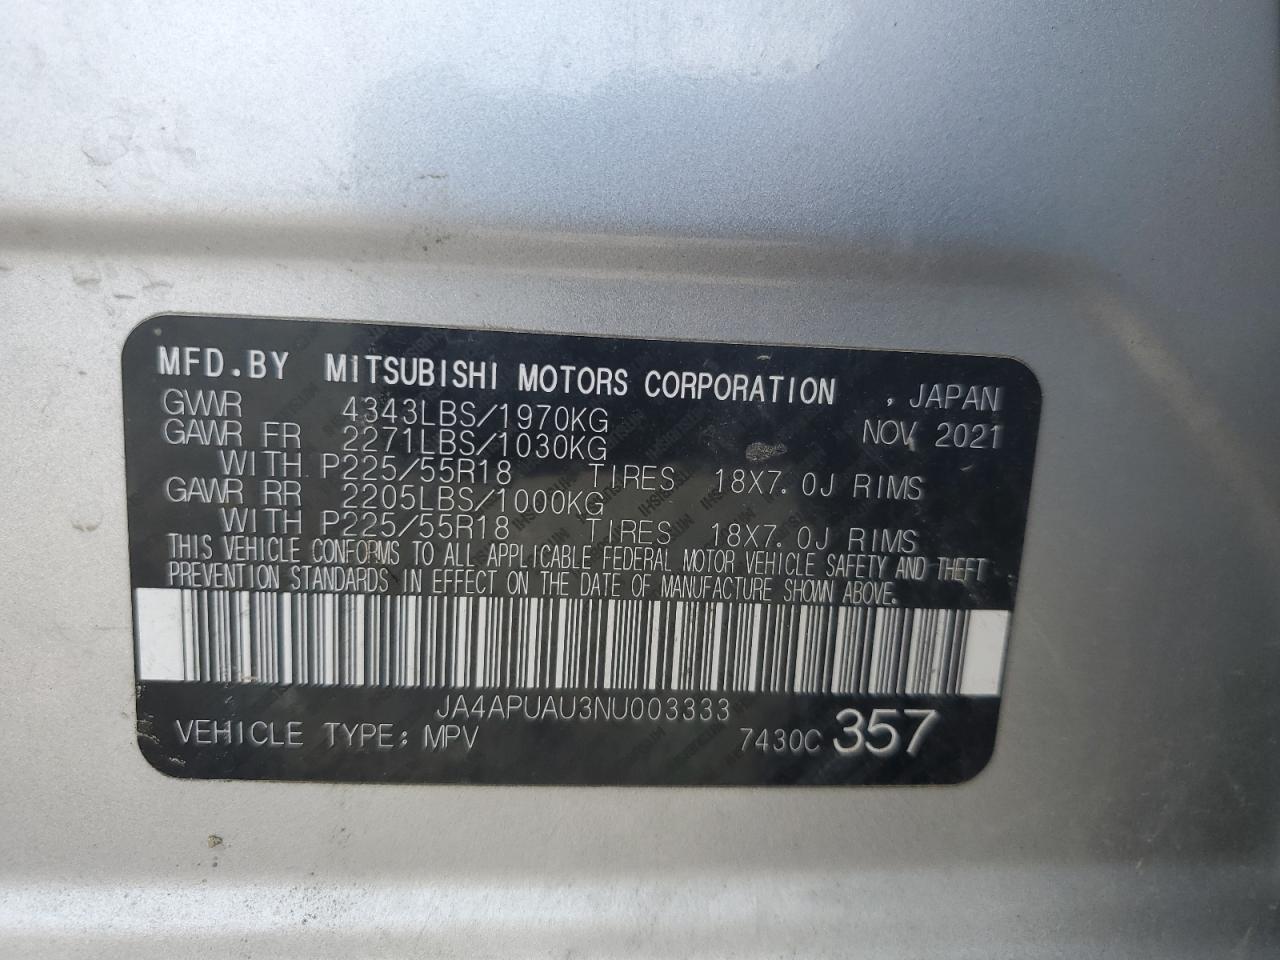 MFD.BY MITSUBISHI MOTORS CORPORATION , JAPAN
GVWR 4343LBS/1970KG NOV 2021
GAWR FR 2271LBS/1030KG
WITH P225/55R18 TIRES 18X7.0J RIMS
GAWR RR 2205LBS/1000KG
WITH P225/55R18 TIRES 18X7.0J RIMS
THIS VEHICLE CONFORMS TO ALL APPLICABLE FEDERAL MOTOR VEHICLE SAFETY AND THEFT
PREVENTION STANDARDS IN EFFECT ON THE DATE OF MANUFACTURE SHOWN ABOVE.
JA4APUAU3NU003333
VEHICLE TYPE: MPV 7430C 357